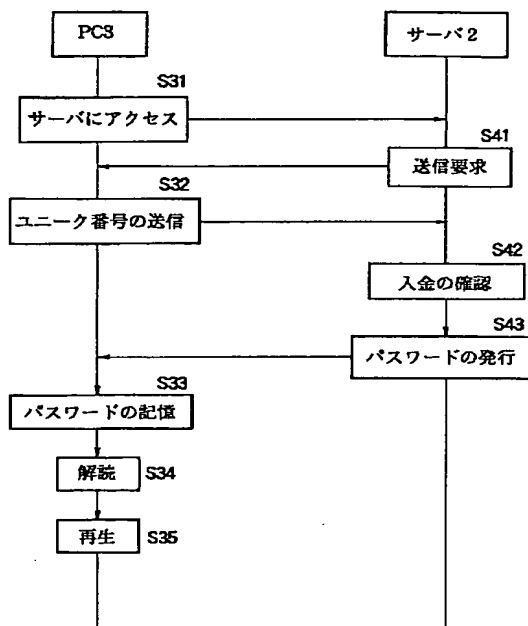 PC3
サーバ2
S31
サーバにアクセス
S41
送信要求
S32
ユニーク番号の送信
S42
入金の確認
S43
パスワードの発行
S33
パスワードの記憶
解読
S34
再生
S35